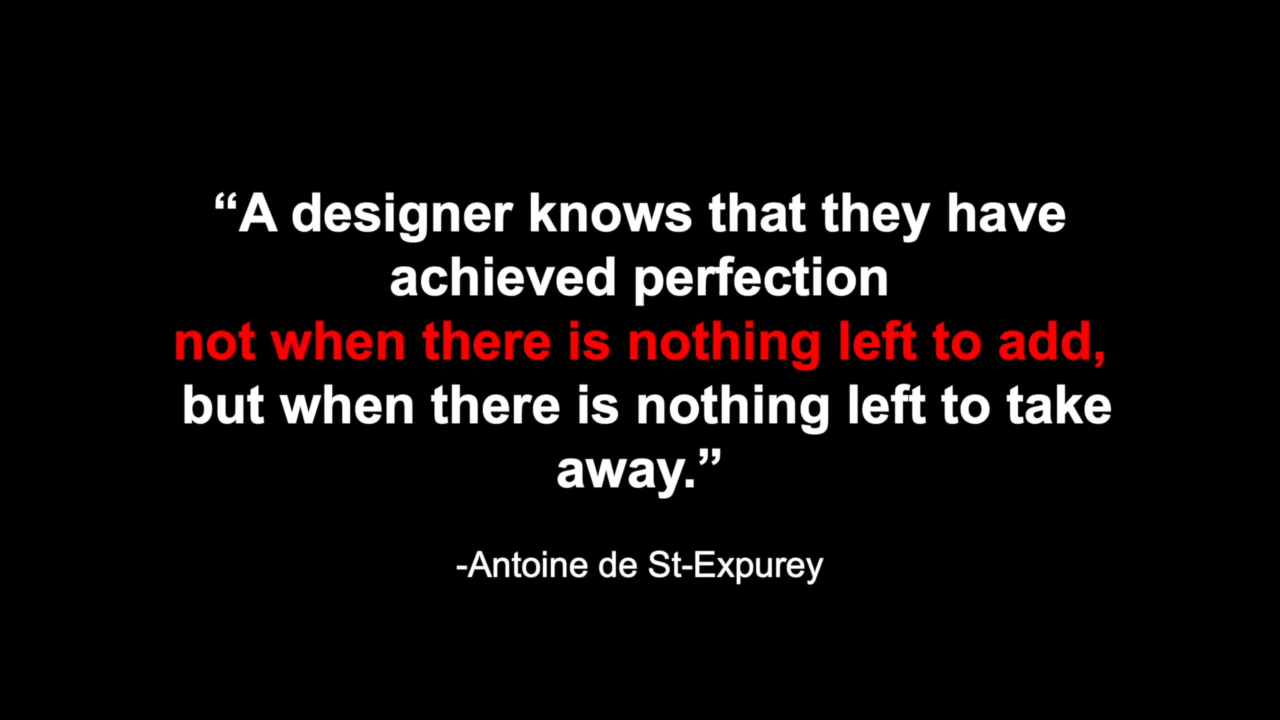 “A designer knows that they have
achieved perfection
not when there is nothing left to add,
but when there is nothing left to take
away.”
-Antoine de St-Expurey